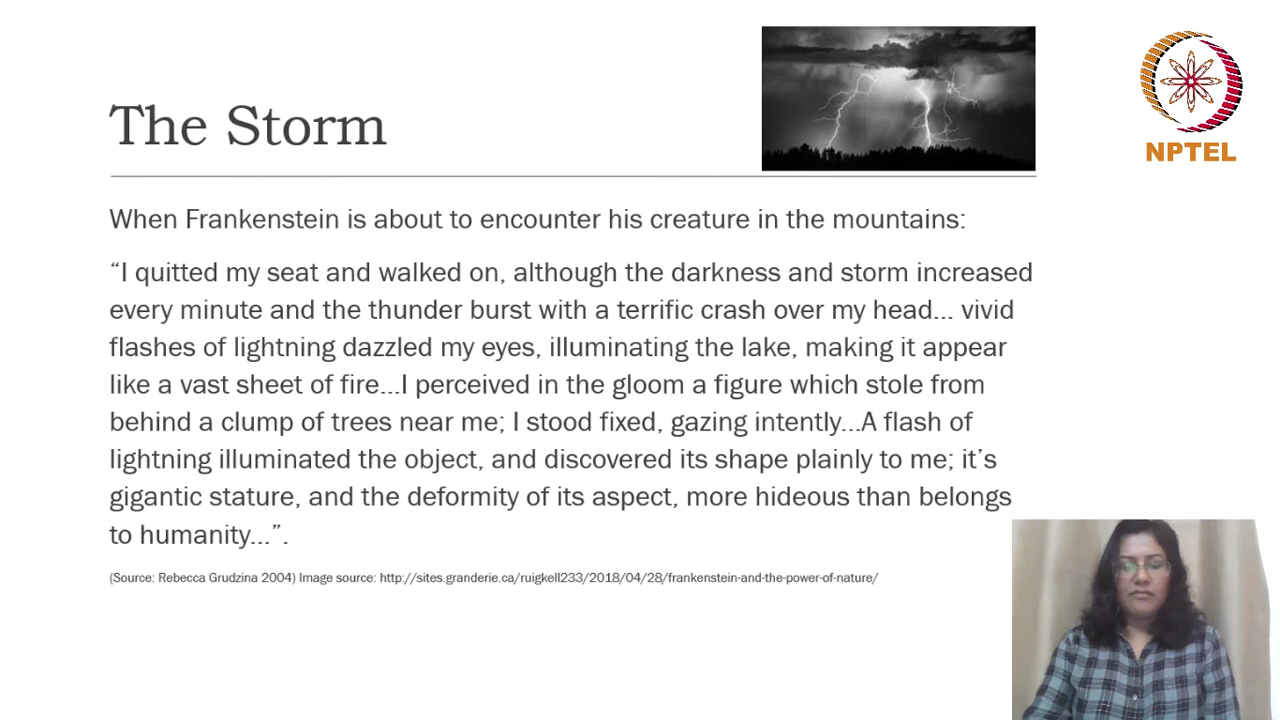 The Storm
NPTEL
When Frankenstein is about to encounter his creature in the mountains:
“I quitted my seat and walked on, although the darkness and storm increased
every minute and the thunder burst with a terrific crash over my head... vivid
flashes of lightning dazzled my eyes, illuminating the lake, making it appear
like a vast sheet of fire...I perceived in the gloom a figure which stole from
behind a clump of trees near me; I stood fixed, gazing intently...A flash of
lightning illuminated the object, and discovered its shape plainly to me; it’s
gigantic stature, and the deformity of its aspect, more hideous than belongs
to humanity...”.
(Source: Rebecca Grudzina 2004) Image source: http://sites.granderie.ca/ruigkell233/2018/04/28/frankenstein-and-the-power-of-nature/